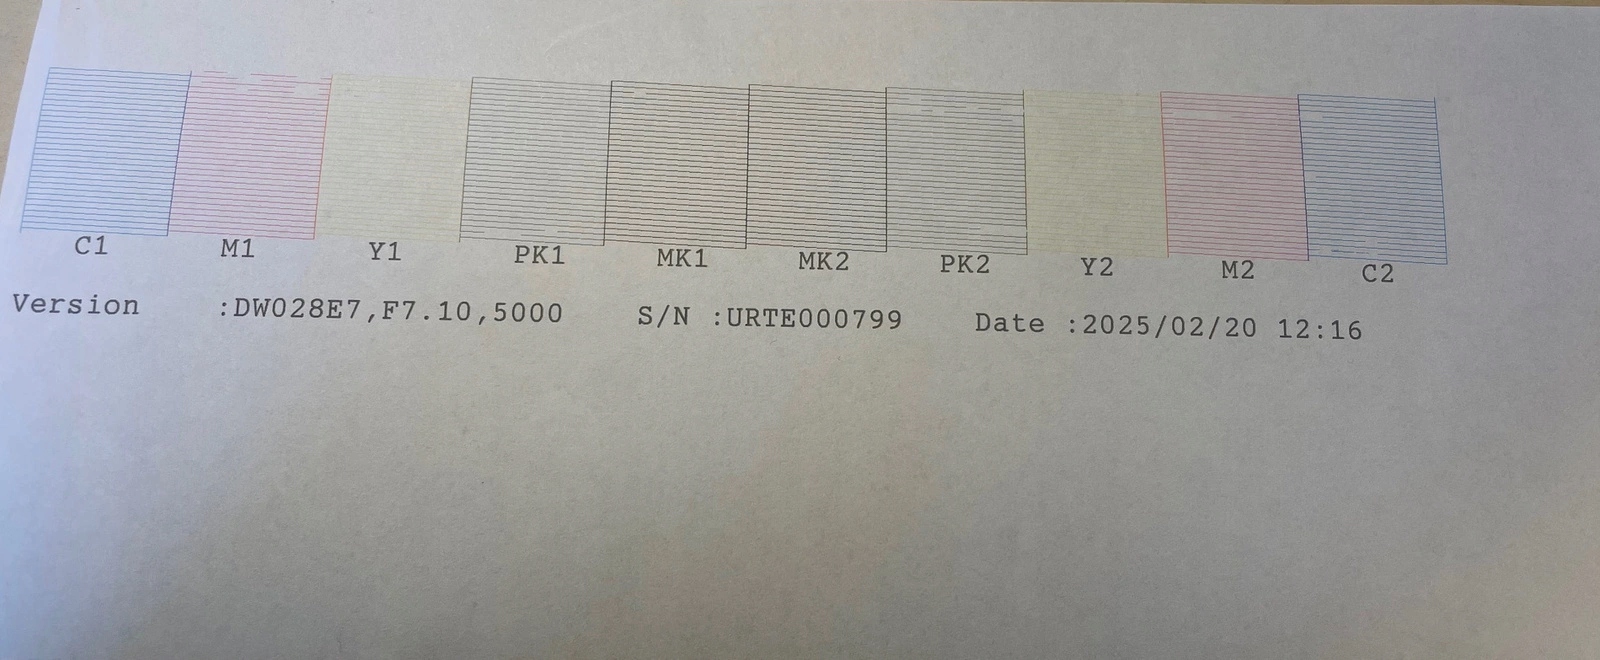 C1 M1 Y1 PK1 MK1 MK2 PK2 Y2 M2 C2
Version :DW028E7,F7.10,5000 S/N :URTE000799 Date :2025/02/20 12:16